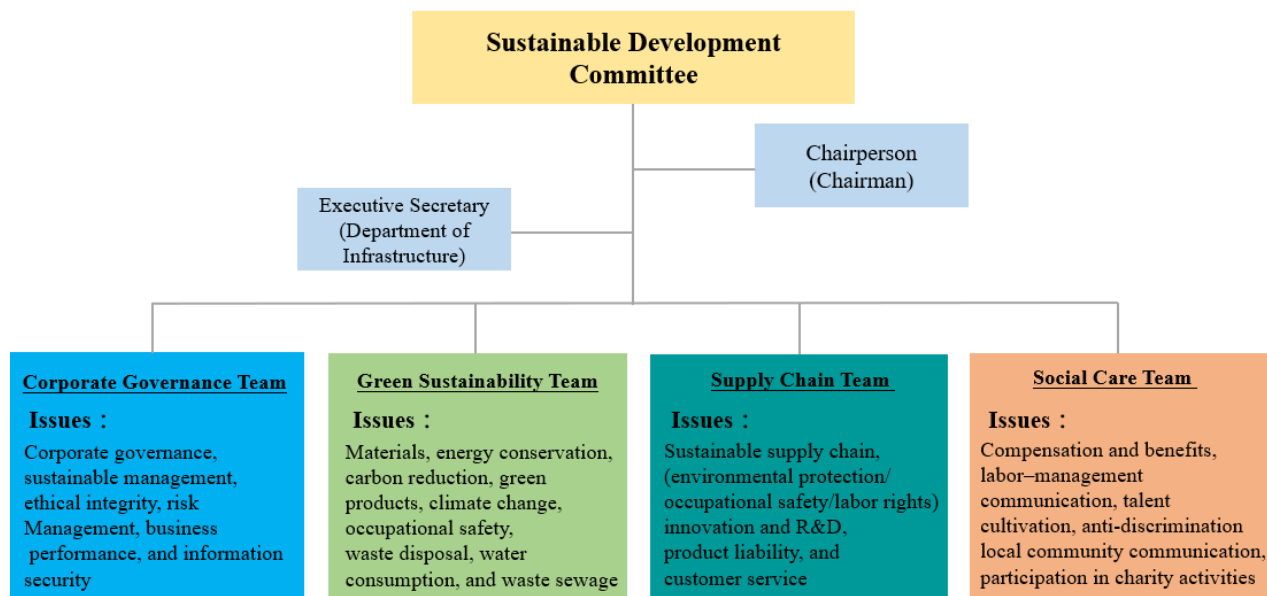 Sustainable Development
Committee
Chairperson
(Chairman)
Executive Secretary
(Department of
Infrastructure)
Corporate Governance Team
Issues：
Corporate governance,
sustainable management,
ethical integrity, risk
Management, business
performance, and information
security
Green Sustainability Team
Issues：
Materials, energy conservation,
carbon reduction, green
products, climate change,
occupational safety,
waste disposal, water
consumption, and waste sewage
Supply Chain Team
Issues：
Sustainable supply chain,
(environmental protection/
occupational safety/labor rights)
innovation and R&D,
product liability, and
customer service
Social Care Team
Issues：
Compensation and benefits,
labor–management
communication, talent
cultivation, anti-discrimination
local community communication,
participation in charity activities